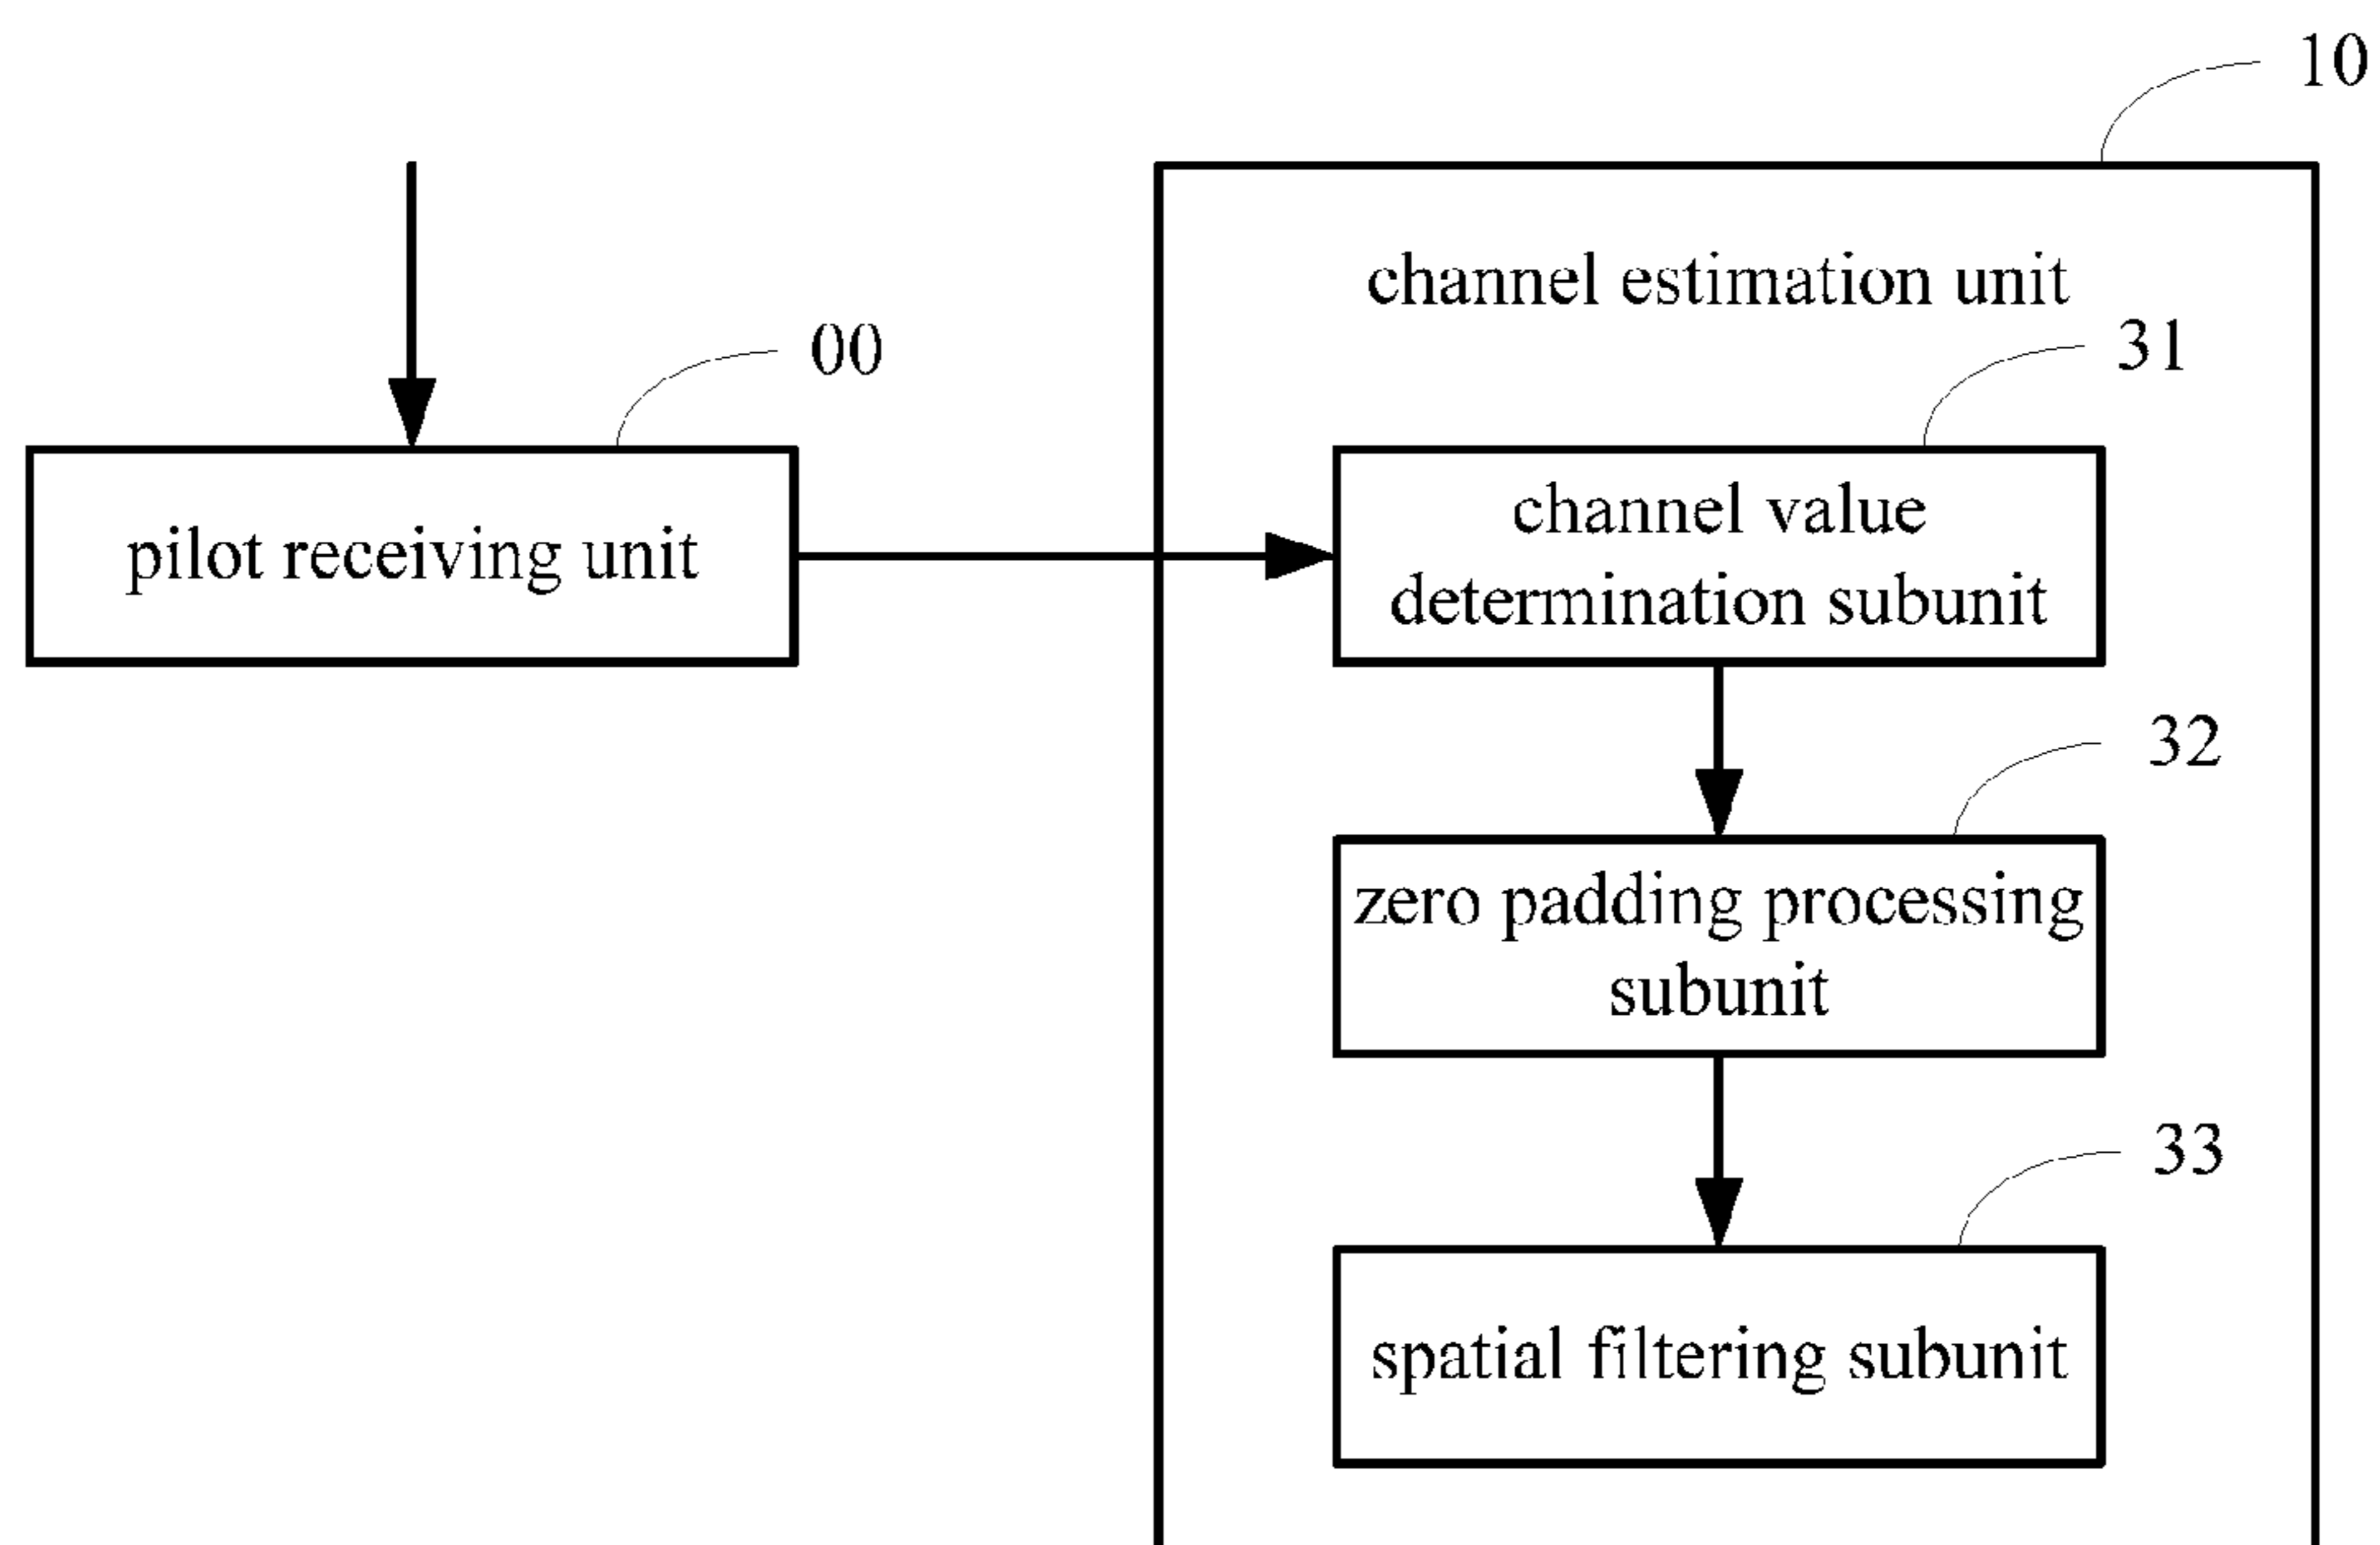 10
channel estimation unit
00
31
pilot receiving unit
channel value
determination subunit
32
zero padding processing
subunit
33
spatial filtering subunit